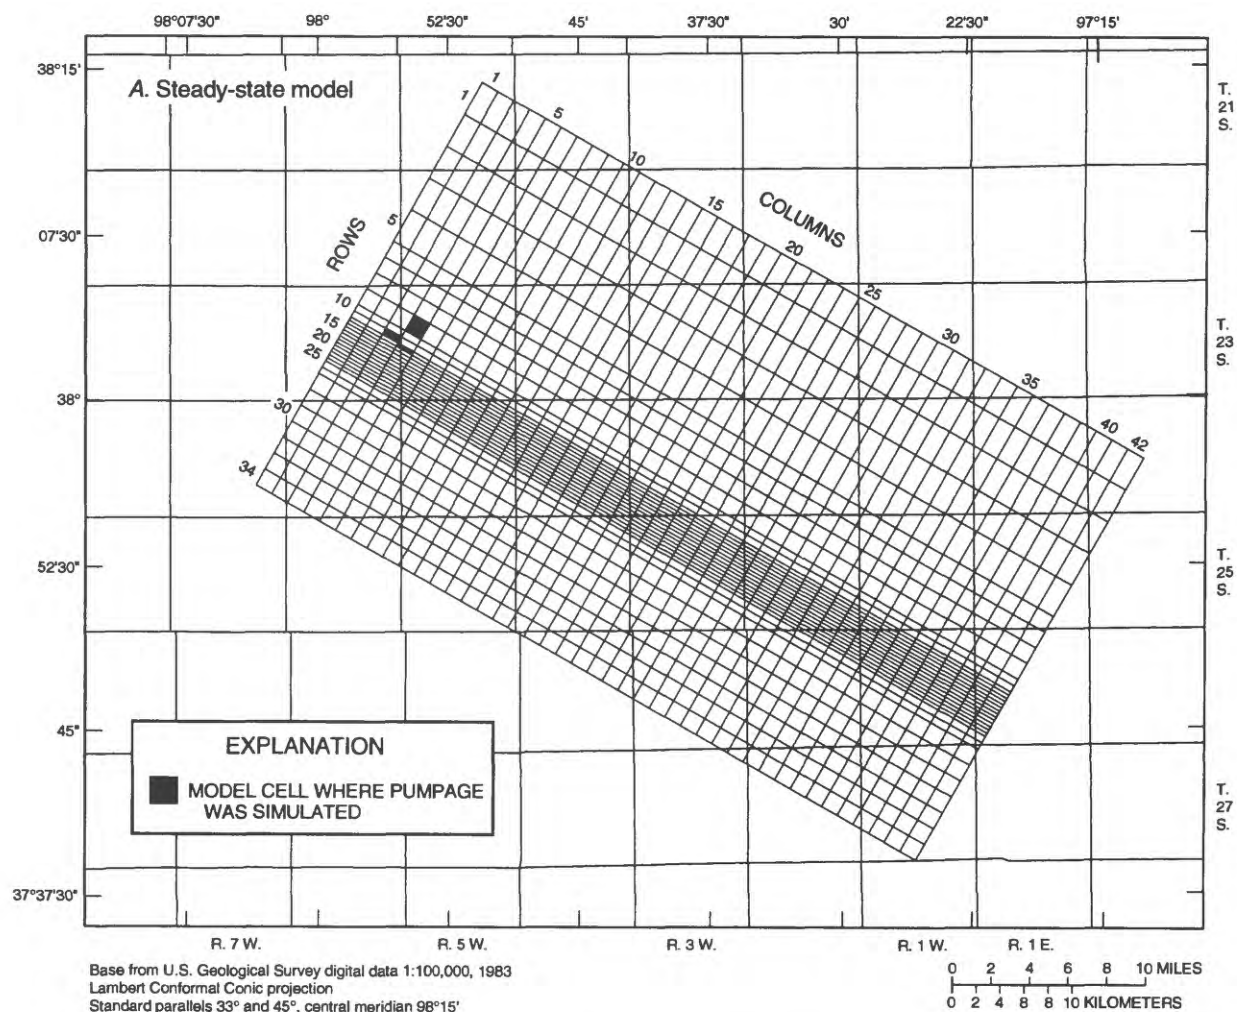 98°07'30" 98° 52'30" 45' 37'30" 30' 22'30" 97°15'
38°15'
A. Steady-state model
1
1
5
10
15
20
25
30
35
40
42
COLUMNS
T.
21
S.
07'30"
ROWS
5
10
15
20
25
30
34
T.
23
S.
38°
52'30"
T.
25
S.
45"
EXPLANATION
MODEL CELL WHERE PUMPAGE
WAS SIMULATED
T.
27
S.
37°37'30"
R. 7 W. R. 5 W. R. 3 W. R. 1 W. R. 1 E.
Base from U.S. Geological Survey digital data 1:100,000, 1983
Lambert Conformal Conic projection
Standard parallels 33° and 45°, central meridian 98°15'
0 2 4 6 8 10 MILES
0 2 4 8 8 10 KILOMETERS